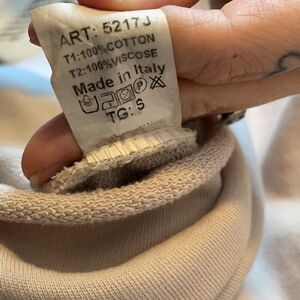 ART: 5217J
T1:100%COTTON
T2:100%VISCOSE
Made in Italy
P
TG: S